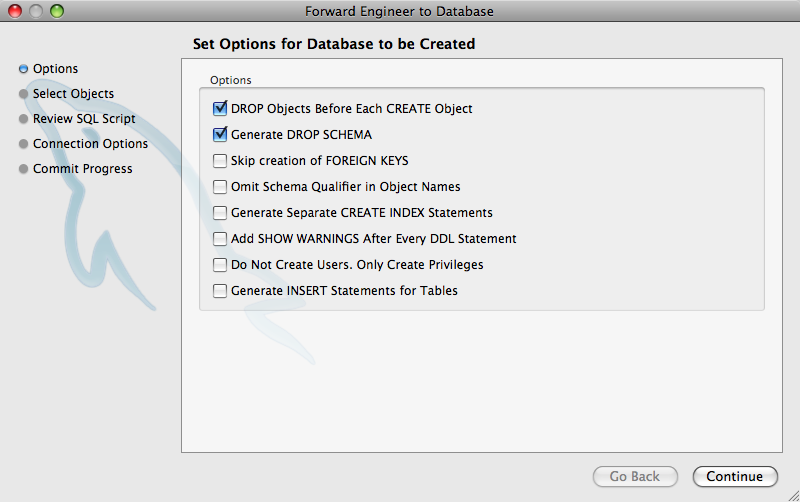 Forward Engineer to Database
Set Options for Database to be Created
Options
Select Objects
Review SQL Script
Connection Options
Commit Progress
Options
DROP Objects Before Each CREATE Object
Generate DROP SCHEMA
Skip creation of FOREIGN KEYS
Omit Schema Qualifier in Object Names
Generate Separate CREATE INDEX Statements
Add SHOW WARNINGS After Every DDL Statement
Do Not Create Users. Only Create Privileges
Generate INSERT Statements for Tables
Go Back
Continue